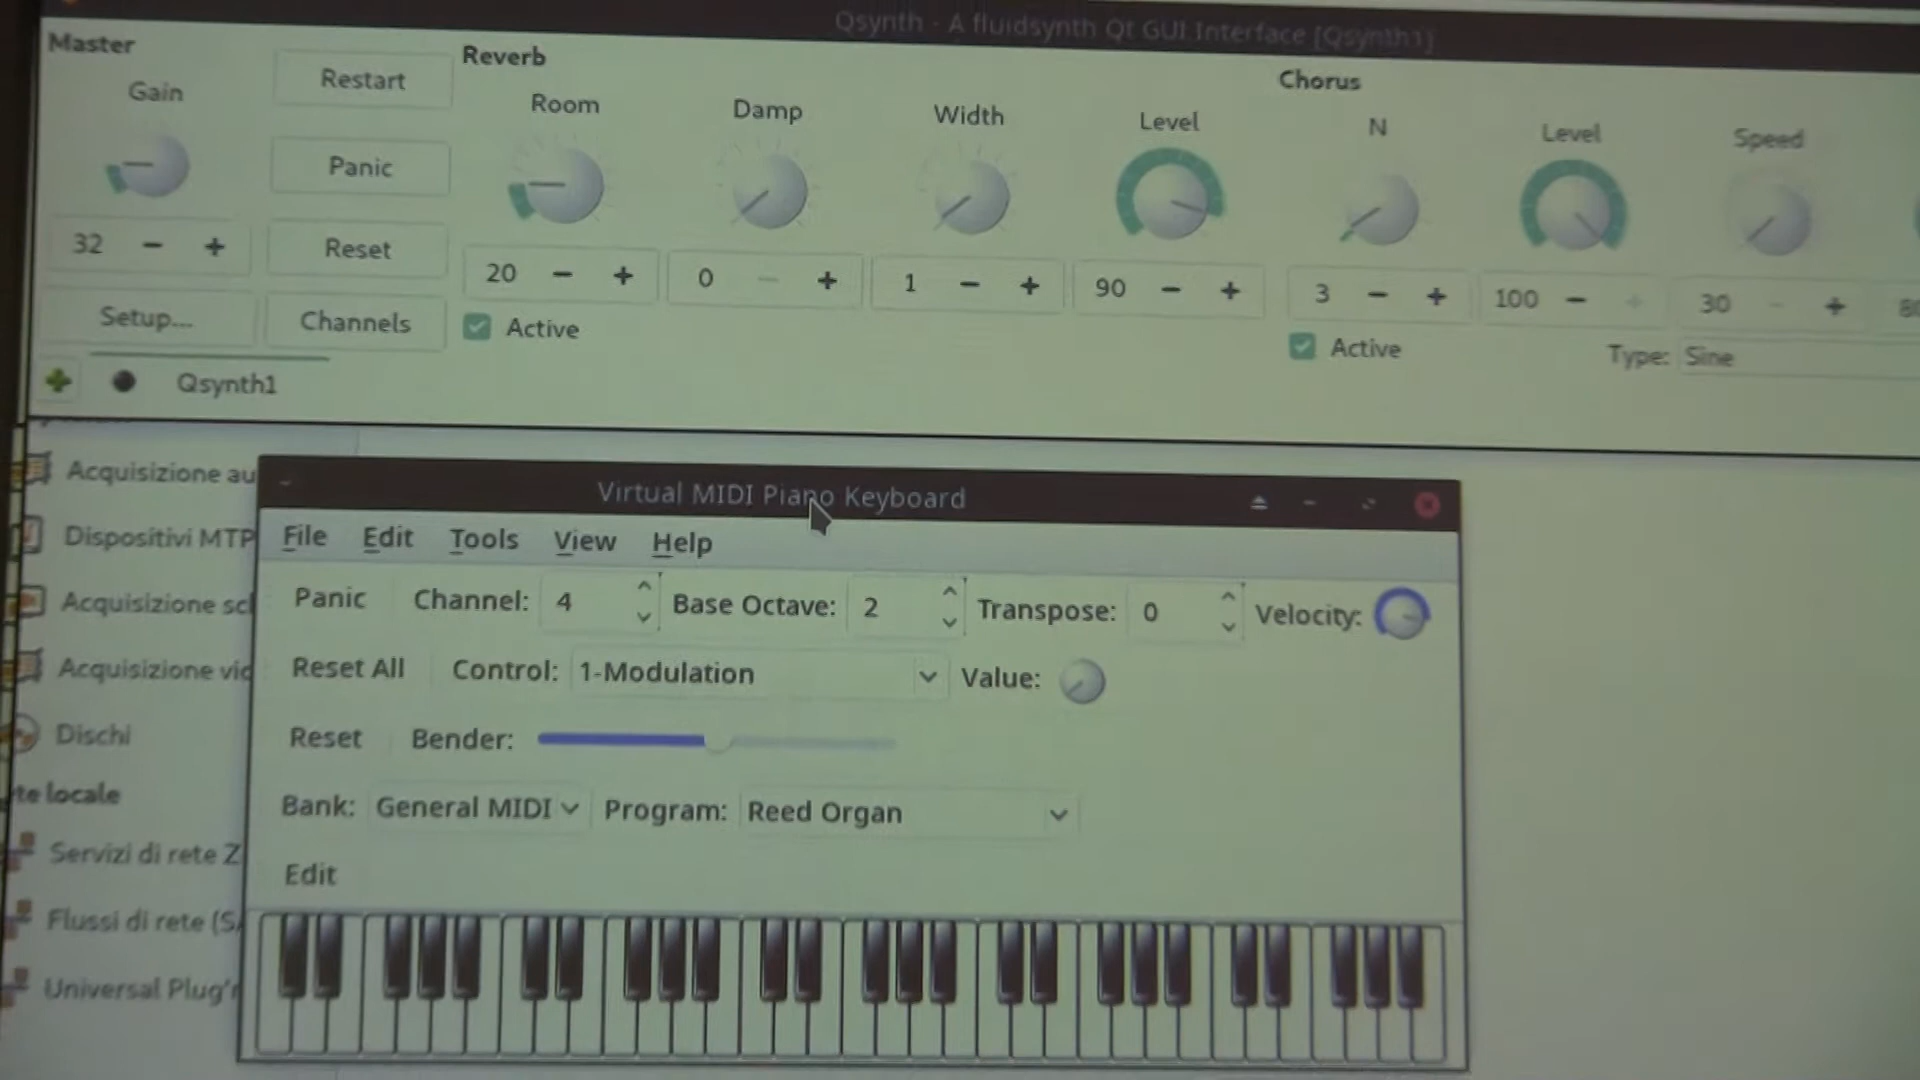 Qsynth - A fluidsynth Qt GUI Interface [Qsynth1]
Master
Reverb
Chorus
Gain
Restart
Room
Damp
Width
Level
N
Level
Speed
Panic
32 - +
Reset
20 - +
0 - +
1 - +
90 - +
3 - +
100 - +
30 - +
Setup...
Channels
Active
Active
Type: Sine
Qsynth1
Acquisizione au
Dispositivi MTP
Acquisizione
Acquisizione
Dischi
te locale
Servizi di rete Z
Flussi di rete
Universal
Virtual MIDI Piano Keyboard
File Edit Tools View Help
Panic Channel: 4 Base Octave: 2 Transpose: 0 Velocity:
Reset All Control: 1-Modulation Value:
Reset Bender:
Bank: General MIDI Program: Reed Organ
Edit